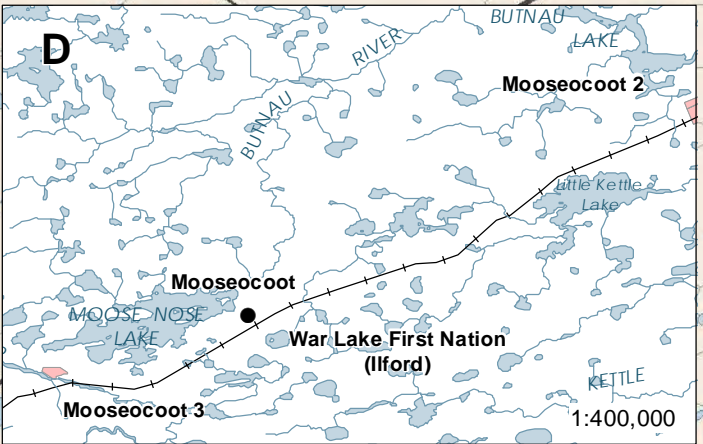 D
BUTNAU
LAKE
RIVER
BUTNAU
Mooseocoot 2
Little Kettle
Lake
Mooseocoot
MOOSE NOSE
LAKE
War Lake First Nation
(Ilford)
KETTLE
Mooseocoot 3
1:400,000